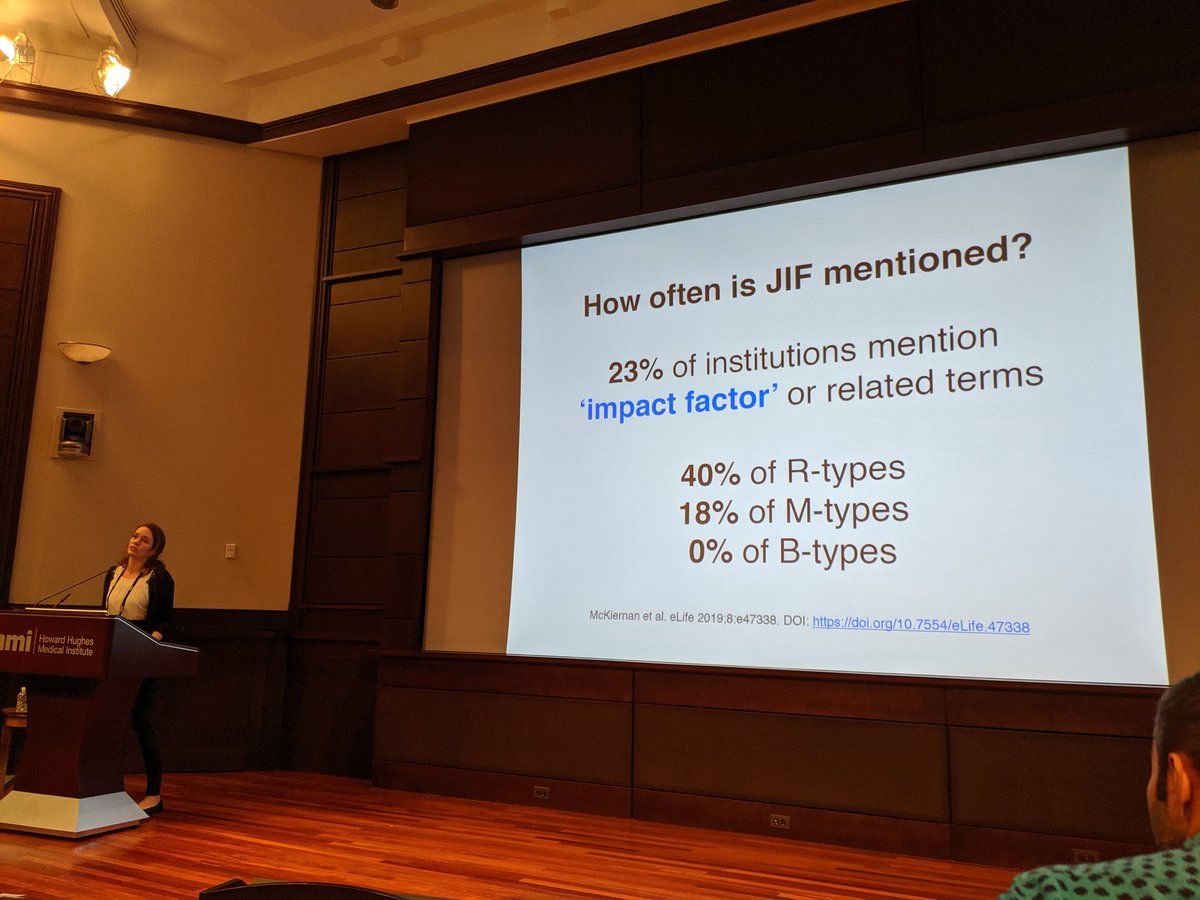 How often is JIF mentioned?
23% of institutions mention
‘impact factor’ or related terms
40% of R-types
18% of M-types
0% of B-types
McKiernan et al. eLife 2019;8:e47338. DOI: https://doi.org/10.7554/eLife.47338
hmi
Howard Hughes
Medical Institute